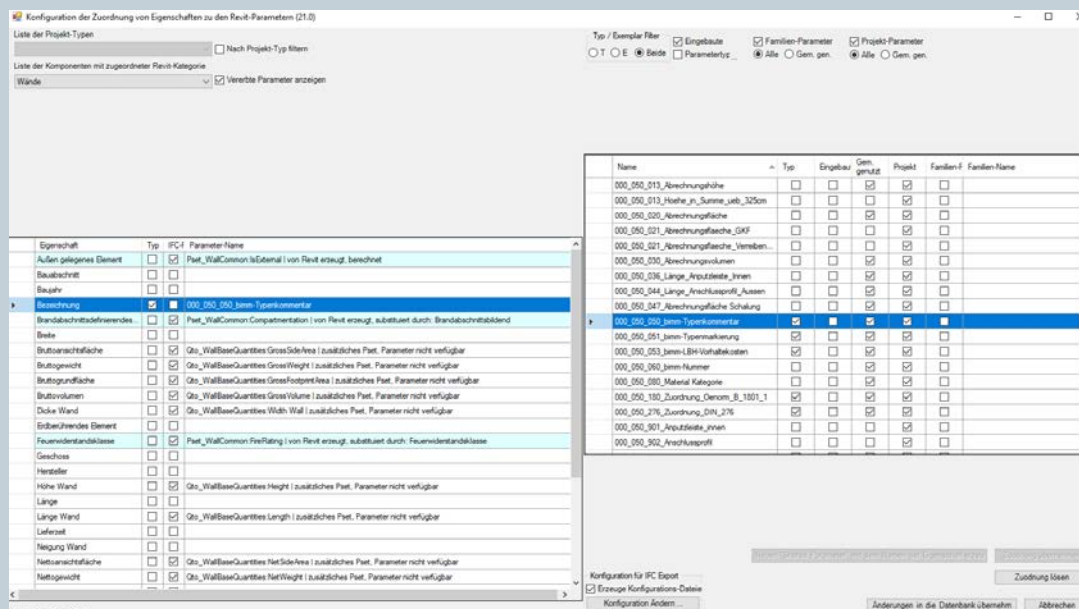 Konfiguration der Zuordnung von Eigenschaften zu den Revit-Parametern (21.0)
Liste der Projekt-Typen
Nach Projekt-Typ filtern
Liste der Komponenten mit zugeordneter Revit-Kategorie
Wände
Vererbte Parameter anzeigen
Typ / Exemplar Filter
T E Beide
Eingebaute
Parametertyp ...
Familien-Parameter
Alle Gem. gen.
Projekt-Parameter
Alle Gem. gen.
Eigenschaft Typ IFC-F Parameter-Name
Außen gelegenes Element Pset_WallCommon:IsExternal | von Revit erzeugt, berechnet
Bauabschnitt
Baujahr
Bezeichnung 000_050_050_bimm-Typenkommentar
Brandabschnittsdefinierendes... Pset_WallCommon:Compartmentation | von Revit erzeugt, substituiert durch: Brandabschnittsbildend
Breite
Bruttoansichtsfläche Qto_WallBaseQuantities:GrossSideArea | zusätzliches Pset, Parameter nicht verfügbar
Bruttogewicht Qto_WallBaseQuantities:GrossWeight | zusätzliches Pset, Parameter nicht verfügbar
Bruttogrundfläche Qto_WallBaseQuantities:GrossFootprintArea | zusätzliches Pset, Parameter nicht verfügbar
Bruttovolumen Qto_WallBaseQuantities:GrossVolume | zusätzliches Pset, Parameter nicht verfügbar
Dicke Wand Qto_WallBaseQuantities:Width Wall | zusätzliches Pset, Parameter nicht verfügbar
Erdberührendes Element
Feuerwiderstandsklasse Pset_WallCommon:FireRating | von Revit erzeugt, substituiert durch: Feuerwiderstandsklasse
Geschoss
Hersteller
Höhe Wand Qto_WallBaseQuantities:Height | zusätzliches Pset, Parameter nicht verfügbar
Länge
Länge Wand Qto_WallBaseQuantities:Length | zusätzliches Pset, Parameter nicht verfügbar
Lieferzeit
Neigung Wand
Nettoansichtsfläche Qto_WallBaseQuantities:NetSideArea | zusätzliches Pset, Parameter nicht verfügbar
Nettogewicht Qto_WallBaseQuantities:NetWeight | zusätzliches Pset, Parameter nicht verfügbar
Name Typ Eingebau Gem. genutzt Projekt Familien-F Familien-Name
000_050_013_Abrechnungshöhe
000_050_013_Hoehe_in_Summe_ueb_325cm
000_050_020_Abrechnungsfläche
000_050_021_Abrechnungsflaeche_GKF
000_050_021_Abrechnungsflaeche_Verreiben...
000_050_030_Abrechnungsvolumen
000_050_036_Länge_Anputzleiste_Innen
000_050_044_Länge_Anschlussprofil_Aussen
000_050_047_Abrechnungsfläche Schalung
000_050_050_bimm-Typenkommentar
000_050_051_bimm-Typenmarkierung
000_050_053_bimm-LBH-Vorhaltekosten
000_050_060_bimm-Nummer
000_050_080_Material Kategorie
000_050_180_Zuordnung_Oenorm_B_1801_1
000_050_276_Zuordnung_DIN_276
000_050_901_Anputzleiste_innen
000_050_902_Anschlussprofil
Zuordnung lösen
Konfiguration für IFC Export
Erzeuge Konfigurations-Datei
Konfiguration Ändern ...
Änderungen in die Datenbank übernehm
Abbrechen